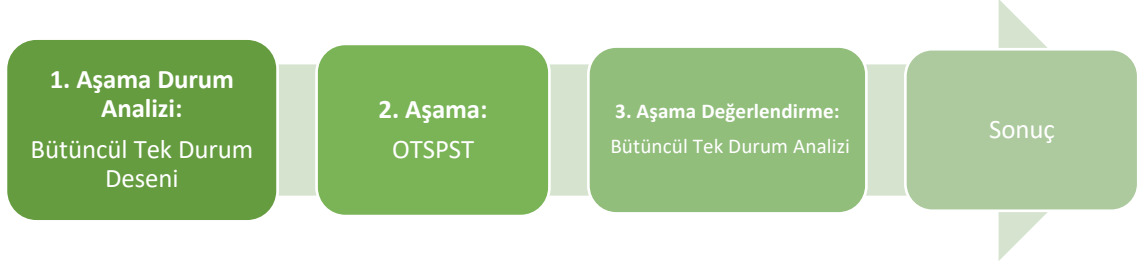 1. Aşama Durum
Analizi:
Bütüncül Tek Durum
Deseni
2. Aşama:
OTSPST
3. Aşama Değerlendirme:
Bütüncül Tek Durum Analizi
Sonuç